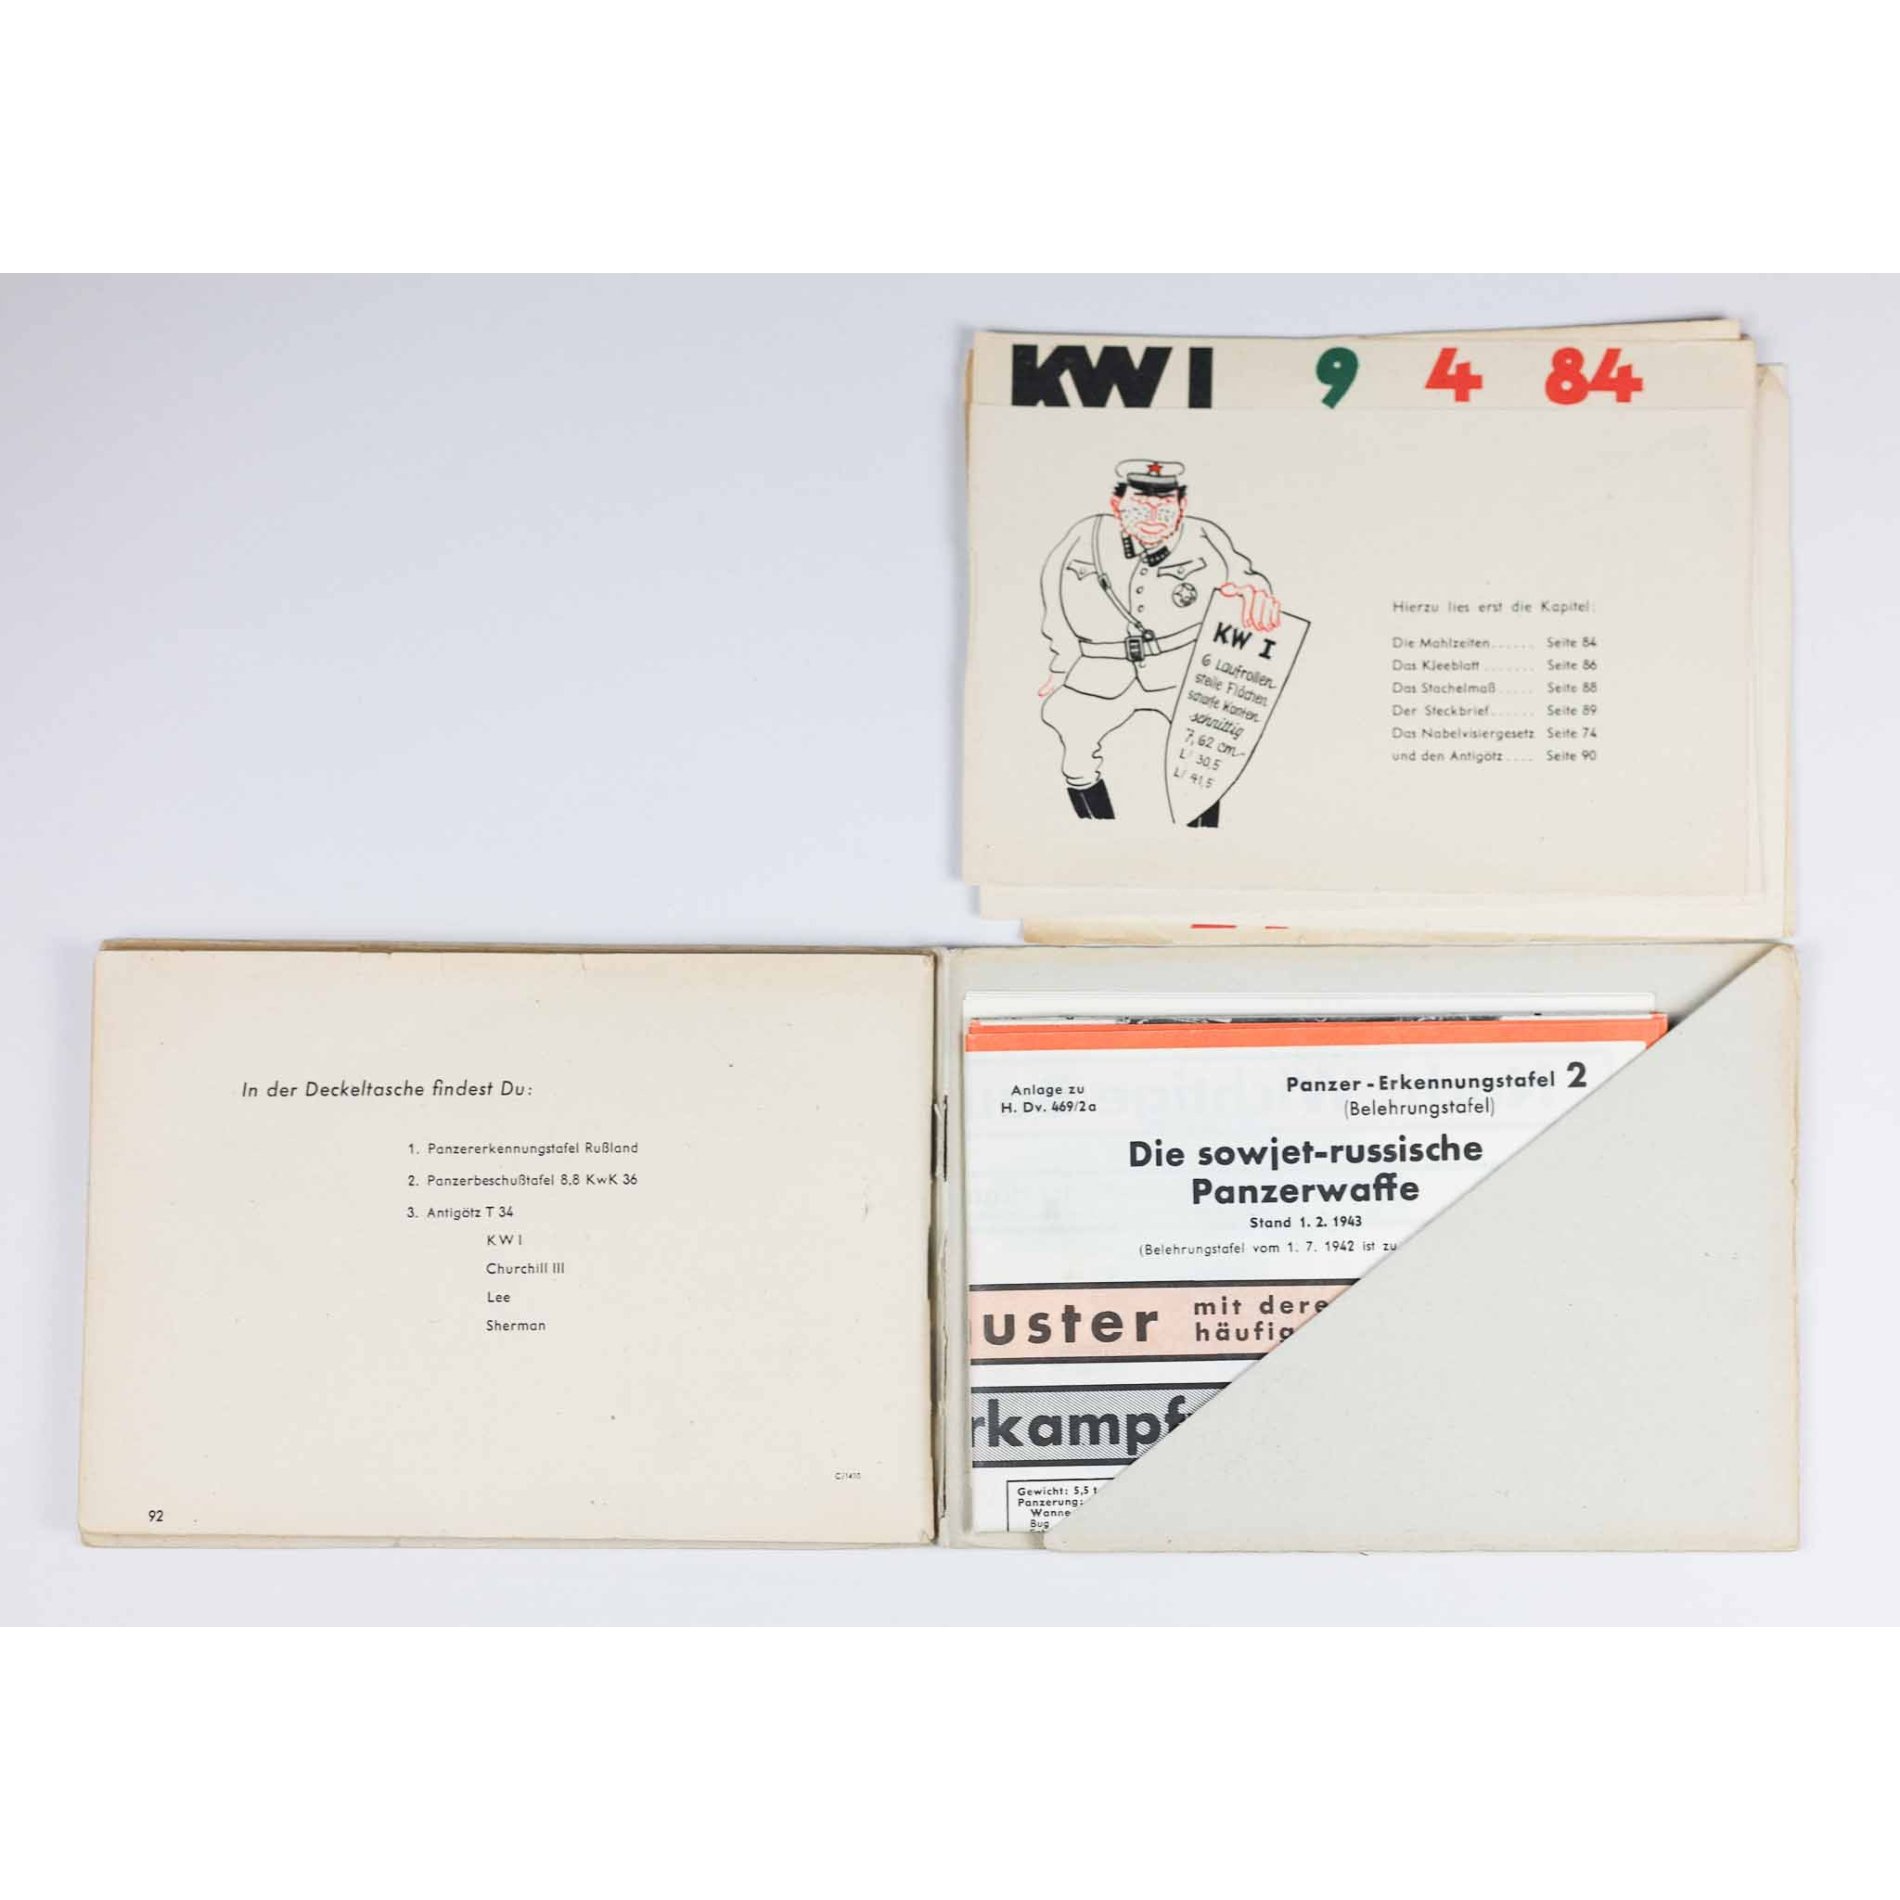 KW I 9 4 84
KW I
6 Laufrollen
steile Flächen
scharfe Kanten
schnittig
7,62 cm-
L/ 30,5
L/ 41,5
Hierzu lies erst die Kapitel:
Die Mahlzeiten...... Seite 84
Das Kleeblatt....... Seite 86
Das Stachelmaß..... Seite 88
Der Steckbrief...... Seite 89
Das Nabelvisiergesetz Seite 74
und den Antigötz.... Seite 90
In der Deckeltasche findest Du:
1. Panzererkennungstafel Rußland
2. Panzerbeschußtafel 8,8 KwK 36
3. Antigötz T 34
KW I
Churchill III
Lee
Sherman
92
Anlage zu
H. Dv. 469/2a
Panzer-Erkennungstafel 2
(Belehrungstafel)
Die sowjet-russische
Panzerwaffe
Stand 1. 2. 1943
(Belehrungstafel vom 1. 7. 1942 ist zu
uster mit dere
häufig
rkampf
Gewicht: 5,5 t
Panzerung:
Wanne
Bug